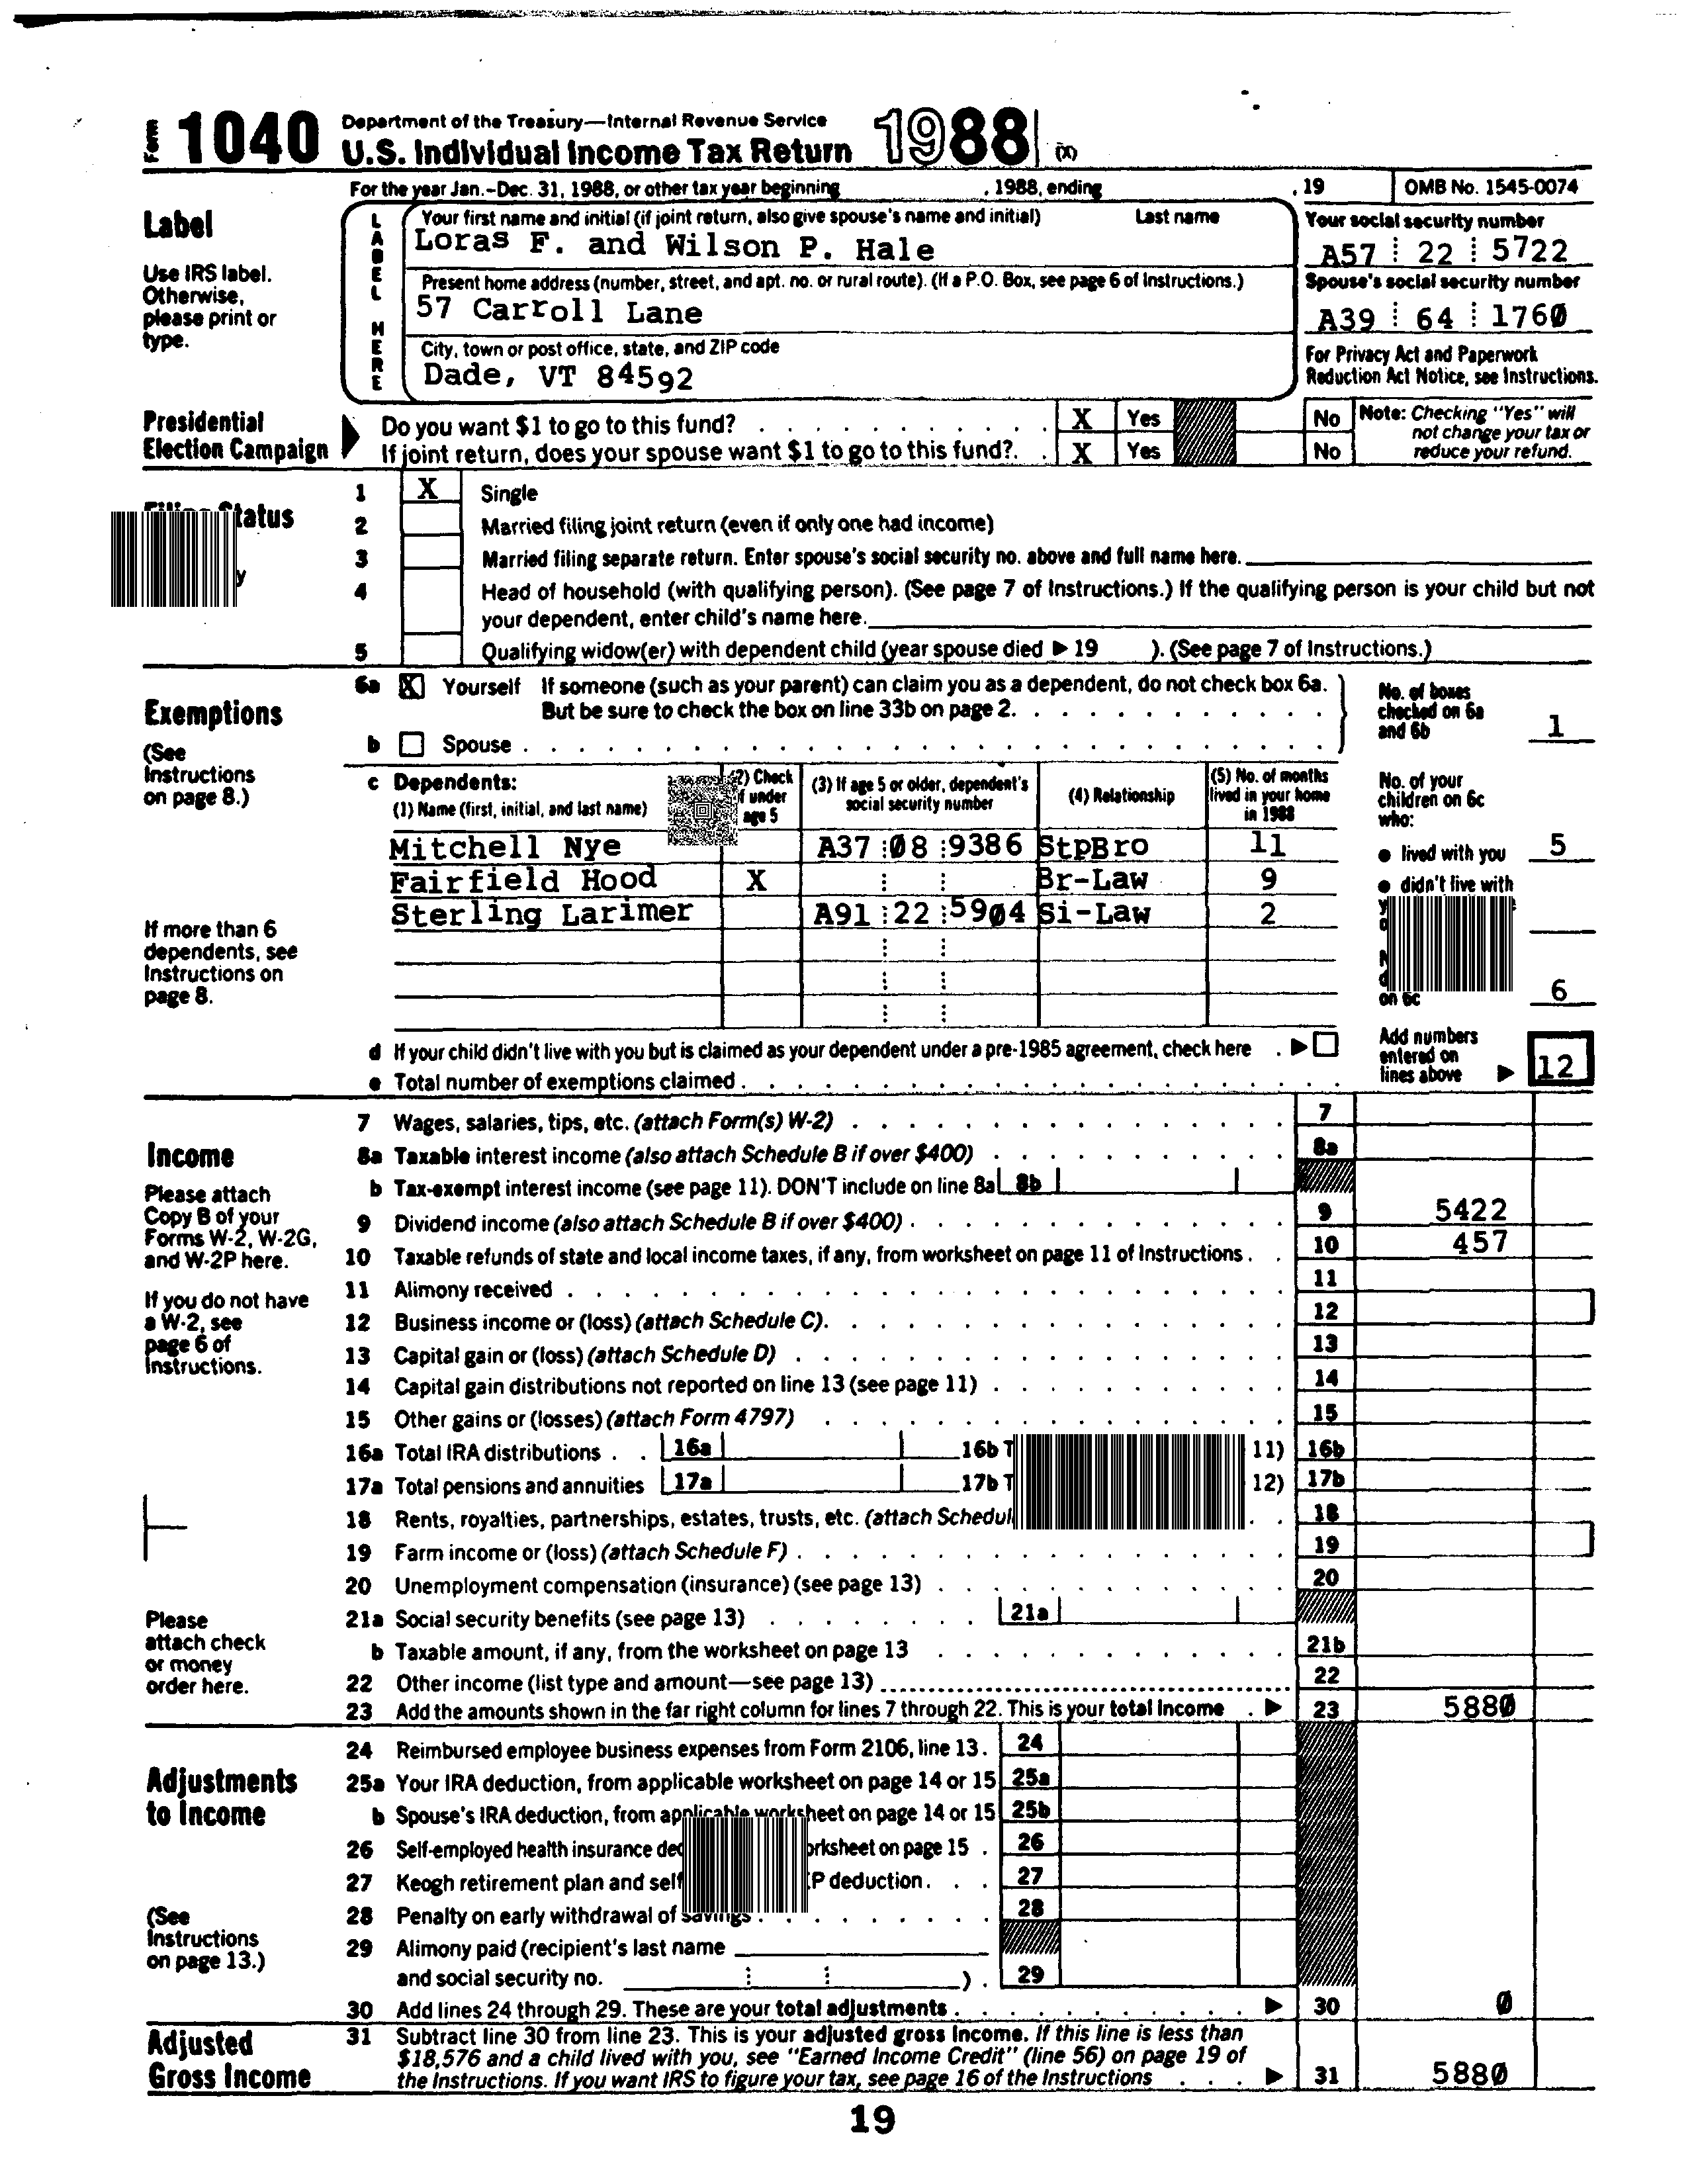 Form 1040 Department of the Treasury—Internal Revenue Service
U.S. Individual Income Tax Return 1988 (X)
For the year Jan.-Dec. 31, 1988, or other tax year beginning , 1988, ending , 19 OMB No. 1545-0074
Label
Use IRS label.
Otherwise,
please print or
type.
LABEL HERE
Your first name and initial (if joint return, also give spouse's name and initial) Last name
Loras F. and Wilson P. Hale
Your social security number
A57 22 5722
Present home address (number, street, and apt. no. or rural route). (If a P.O. Box, see page 6 of Instructions.)
57 Carroll Lane
Spouse's social security number
A39 64 1760
City, town or post office, state, and ZIP code
Dade, VT 84592
For Privacy Act and Paperwork
Reduction Act Notice, see Instructions.
Presidential
Election Campaign
Do you want $1 to go to this fund? X Yes No
If joint return, does your spouse want $1 to go to this fund?. X Yes No
Note: Checking "Yes" will
not change your tax or
reduce your refund.
Status
y
1 X Single
2 Married filing joint return (even if only one had income)
3 Married filing separate return. Enter spouse's social security no. above and full name here.
4 Head of household (with qualifying person). (See page 7 of Instructions.) If the qualifying person is your child but not
your dependent, enter child's name here.
5 Qualifying widow(er) with dependent child (year spouse died ▶ 19 ). (See page 7 of Instructions.)
Exemptions
(See
Instructions
on page 8.)
If more than 6
dependents, see
Instructions on
page 8.
6a X Yourself If someone (such as your parent) can claim you as a dependent, do not check box 6a.
But be sure to check the box on line 33b on page 2.
b Spouse
No. of boxes
checked on 6a
and 6b 1
c Dependents:
(1) Name (first, initial, and last name)
(2) Check
if under
age 5
(3) If age 5 or older, dependent's
social security number
(4) Relationship
(5) No. of months
lived in your home
in 1988
Mitchell Nye A37 08 9386 StpBro 11
Fairfield Hood X Br-Law 9
Sterling Larimer A91 22 5904 Si-Law 2
No. of your
children on 6c
who:
● lived with you 5
● didn't live with
on 6c 6
d If your child didn't live with you but is claimed as your dependent under a pre-1985 agreement, check here ▶
e Total number of exemptions claimed
Add numbers
entered on
lines above ▶ 12
Income
Please attach
Copy B of your
Forms W-2, W-2G,
and W-2P here.
If you do not have
a W-2, see
page 6 of
Instructions.
Please
attach check
or money
order here.
7 Wages, salaries, tips, etc. (attach Form(s) W-2) 7
8a Taxable interest income (also attach Schedule B if over $400) 8a
b Tax-exempt interest income (see page 11). DON'T include on line 8a 8b
9 Dividend income (also attach Schedule B if over $400) 9 5422
10 Taxable refunds of state and local income taxes, if any, from worksheet on page 11 of Instructions 10 457
11 Alimony received 11
12 Business income or (loss) (attach Schedule C). 12
13 Capital gain or (loss) (attach Schedule D) 13
14 Capital gain distributions not reported on line 13 (see page 11) 14
15 Other gains or (losses) (attach Form 4797) 15
16a Total IRA distributions 16a 16b T 11) 16b
17a Total pensions and annuities 17a 17b T 12) 17b
18 Rents, royalties, partnerships, estates, trusts, etc. (attach Schedul 18
19 Farm income or (loss) (attach Schedule F) 19
20 Unemployment compensation (insurance) (see page 13) 20
21a Social security benefits (see page 13) 21a
b Taxable amount, if any, from the worksheet on page 13 21b
22 Other income (list type and amount—see page 13) 22
23 Add the amounts shown in the far right column for lines 7 through 22. This is your total income ▶ 23 5880
Adjustments
to Income
(See
Instructions
on page 13.)
24 Reimbursed employee business expenses from Form 2106, line 13. 24
25a Your IRA deduction, from applicable worksheet on page 14 or 15 25a
b Spouse's IRA deduction, from applicable worksheet on page 14 or 15 25b
26 Self-employed health insurance ded orksheet on page 15 26
27 Keogh retirement plan and self P deduction. 27
28 Penalty on early withdrawal of savings 28
29 Alimony paid (recipient's last name
and social security no. ) 29
30 Add lines 24 through 29. These are your total adjustments ▶ 30 0
Adjusted
Gross Income
31 Subtract line 30 from line 23. This is your adjusted gross income. If this line is less than
$18,576 and a child lived with you, see "Earned Income Credit" (line 56) on page 19 of
the Instructions. If you want IRS to figure your tax, see page 16 of the Instructions ▶ 31 5880
19